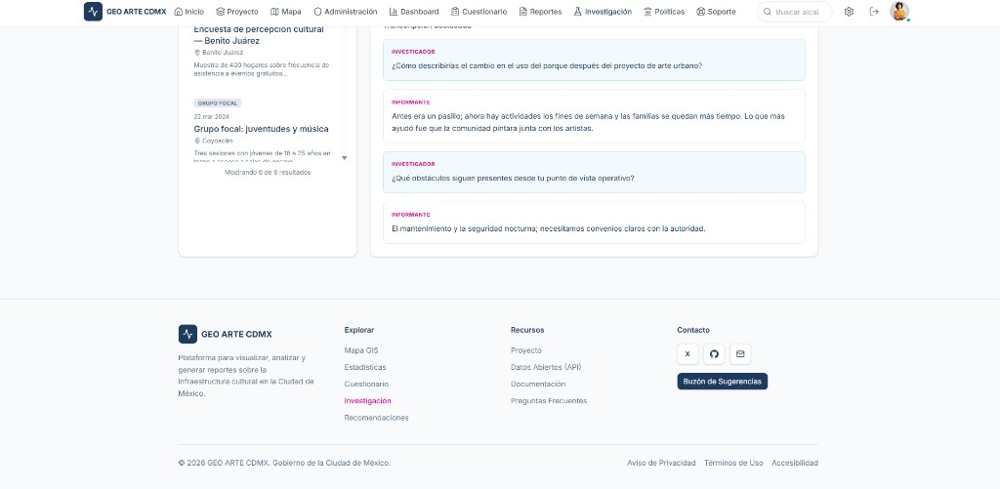 GEO ARTE CDMX
Inicio
Proyecto
Mapa
Administración
Dashboard
Cuestionario
Reportes
Investigación
Políticas
Soporte
Buscar alcal
Encuesta de percepción cultural
— Benito Juárez
Benito Juárez
Muestra de 400 hogares sobre frecuencia de
asistencia a eventos gratuitos...
GRUPO FOCAL
22 mar 2024
Grupo focal: juventudes y música
Coyoacán
Tres sesiones con jóvenes de 18 a 25 años en
Mostrando 6 de 6 resultados
INVESTIGADOR
¿Cómo describirías el cambio en el uso del parque después del proyecto de arte urbano?
INFORMANTE
Antes era un pasillo; ahora hay actividades los fines de semana y las familias se quedan más tiempo. Lo que más
ayudó fue que la comunidad pintara junto con los artistas.
INVESTIGADOR
¿Qué obstáculos siguen presentes desde tu punto de vista operativo?
INFORMANTE
El mantenimiento y la seguridad nocturna; necesitamos convenios claros con la autoridad.
GEO ARTE CDMX
Plataforma para visualizar, analizar y
generar reportes sobre la
infraestructura cultural en la Ciudad de
México.
Explorar
Mapa GIS
Estadísticas
Cuestionario
Investigación
Recomendaciones
Recursos
Proyecto
Datos Abiertos (API)
Documentación
Preguntas Frecuentes
Contacto
X
Buzón de Sugerencias
© 2026 GEO ARTE CDMX. Gobierno de la Ciudad de México.
Aviso de Privacidad
Términos de Uso
Accesibilidad